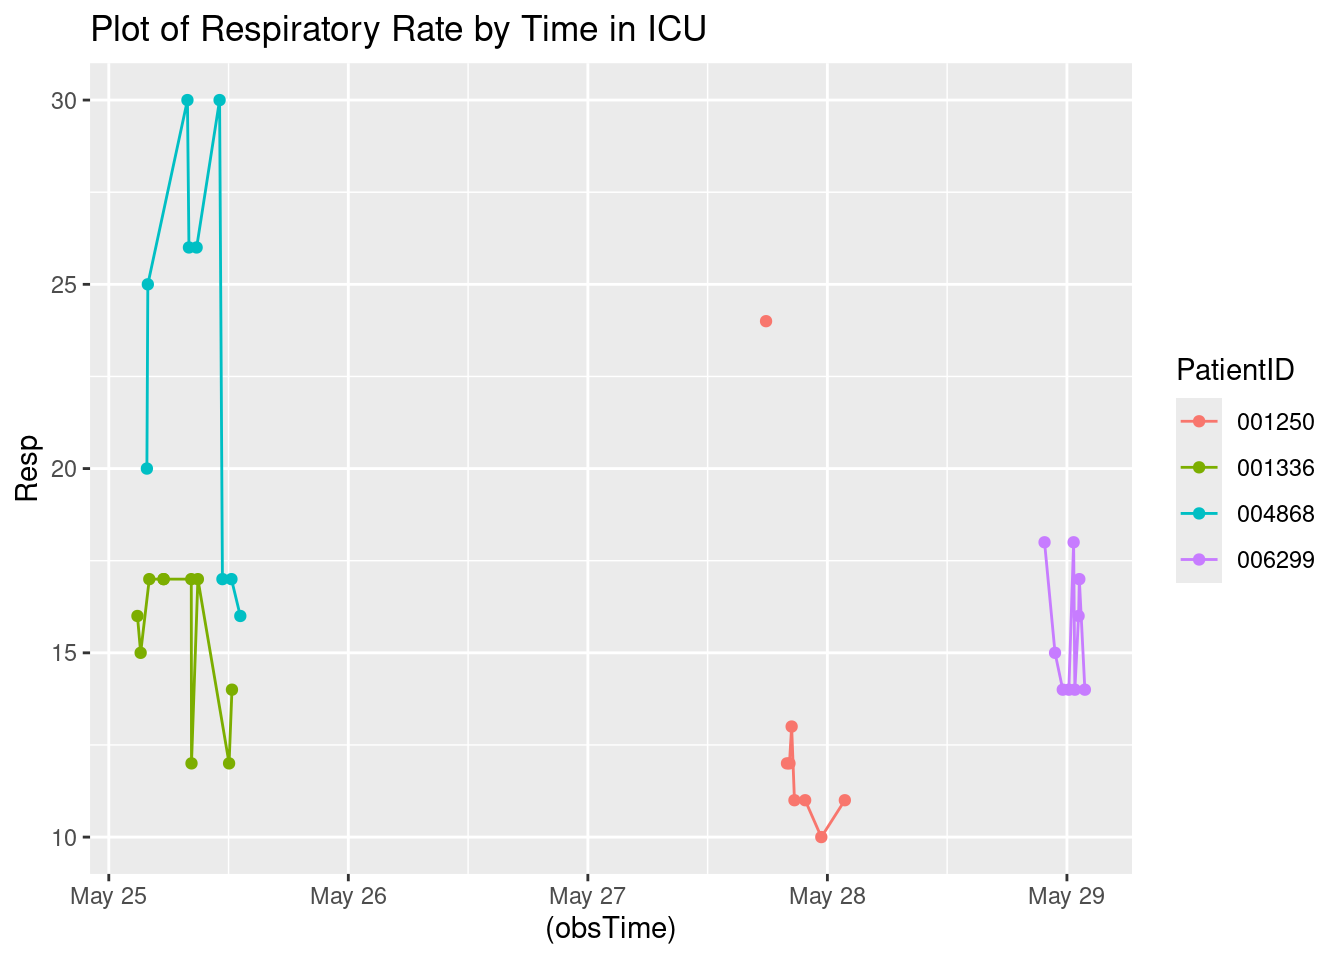 Plot of Respiratory Rate by Time in ICU
30
25
20
15
10
Resp
May 25 May 26 May 27 May 28 May 29
(obsTime)
PatientID
001250
001336
004868
006299